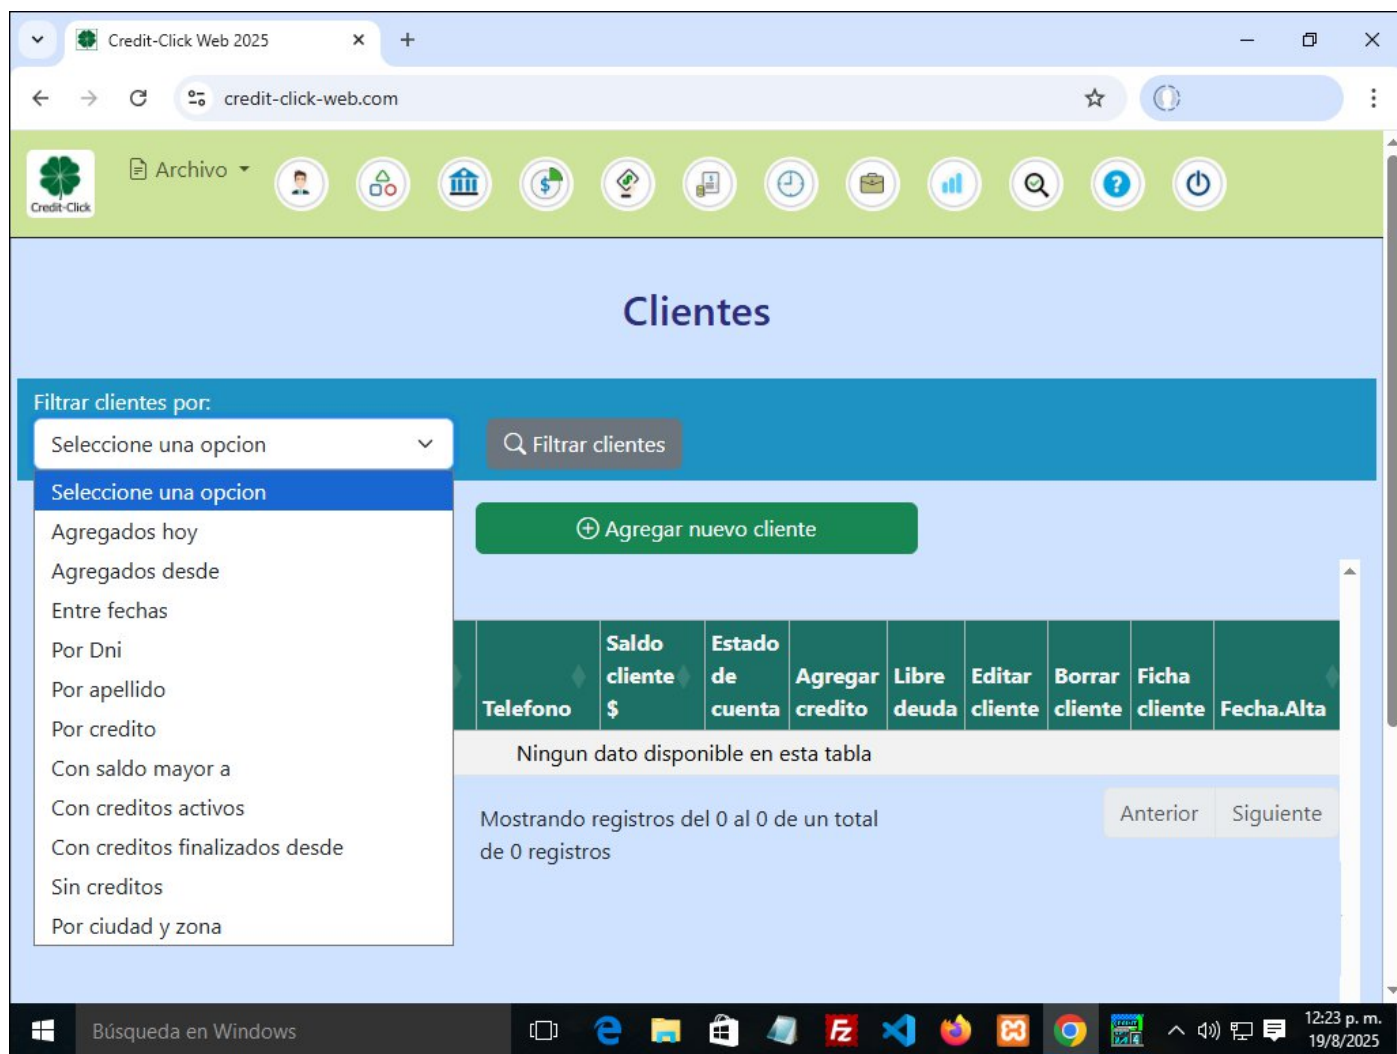 Credit-Click Web 2025
credit-click-web.com
Credit-Click
Archivo
Clientes
Filtrar clientes por:
Seleccione una opcion
Filtrar clientes
Seleccione una opcion
Agregados hoy
Agregados desde
Entre fechas
Por Dni
Por apellido
Por credito
Con saldo mayor a
Con creditos activos
Con creditos finalizados desde
Sin creditos
Por ciudad y zona
Agregar nuevo cliente
Telefono
Saldo
cliente
$
Estado
de
cuenta
Agregar
credito
Libre
deuda
Editar
cliente
Borrar
cliente
Ficha
cliente
Fecha.Alta
Ningun dato disponible en esta tabla
Mostrando registros del 0 al 0 de un total
de 0 registros
Anterior
Siguiente
Búsqueda en Windows
12:23 p. m.
19/8/2025